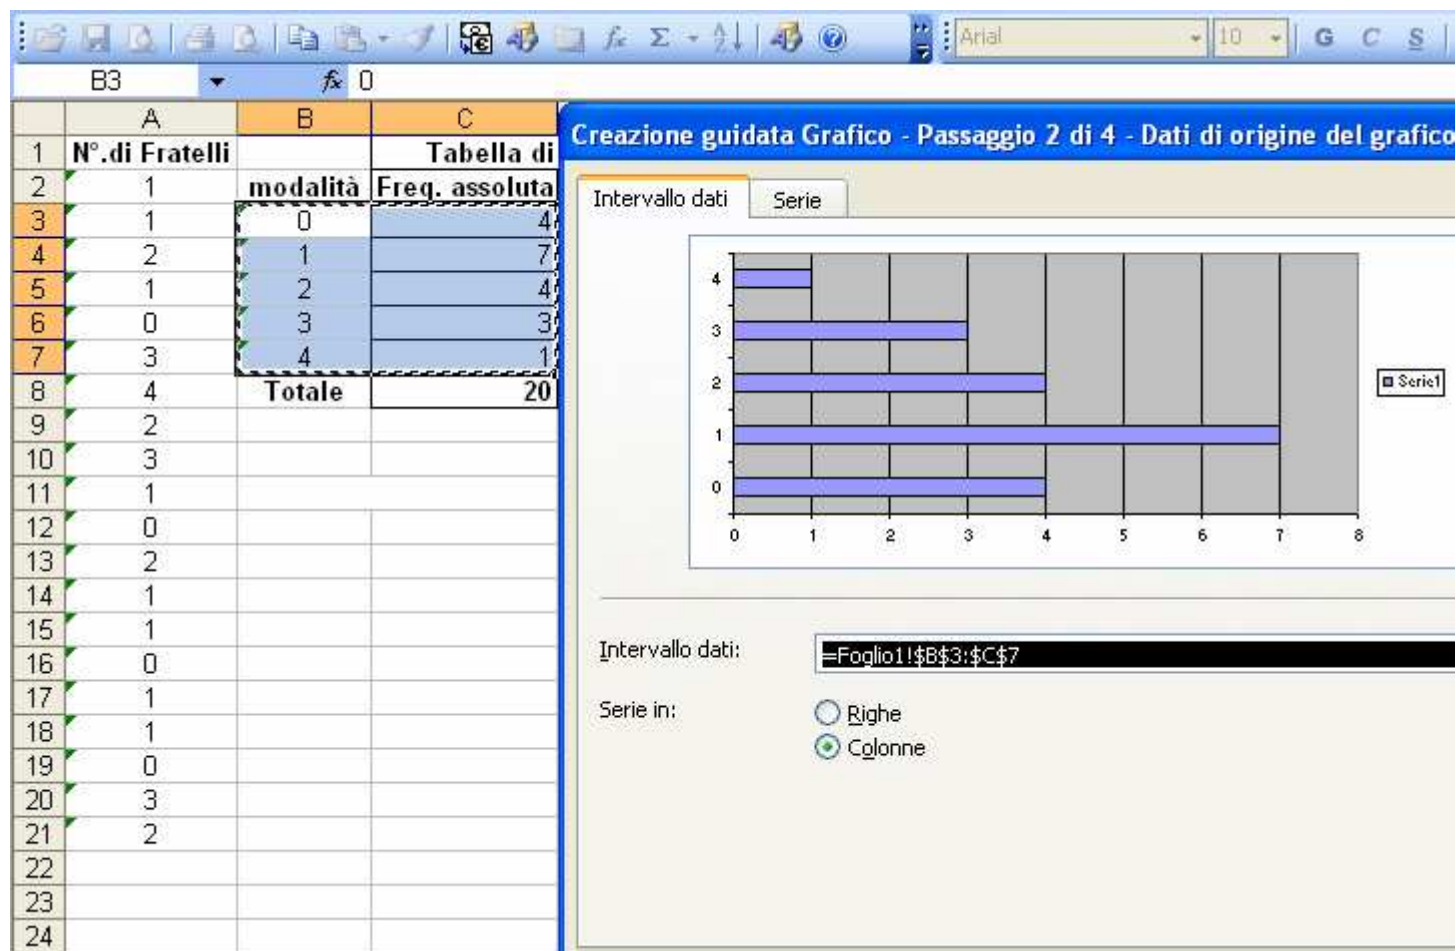 Arial 10 G C S
B3 fx 0
A B C
1 N°.di Fratelli Tabella di
2 1 modalità Freq. assoluta
3 1 0 4
4 2 1 7
5 1 2 4
6 0 3 3
7 3 4 1
8 4 Totale 20
9 2
10 3
11 1
12 0
13 2
14 1
15 1
16 0
17 1
18 1
19 0
20 3
21 2
22
23
24
Creazione guidata Grafico - Passaggio 2 di 4 - Dati di origine del grafico
Intervallo dati Serie
4
3
2
1
0
0 1 2 3 4 5 6 7 8
Serie1
Intervallo dati: =Foglio1!$B$3:$C$7
Serie in: Righe
Colonne